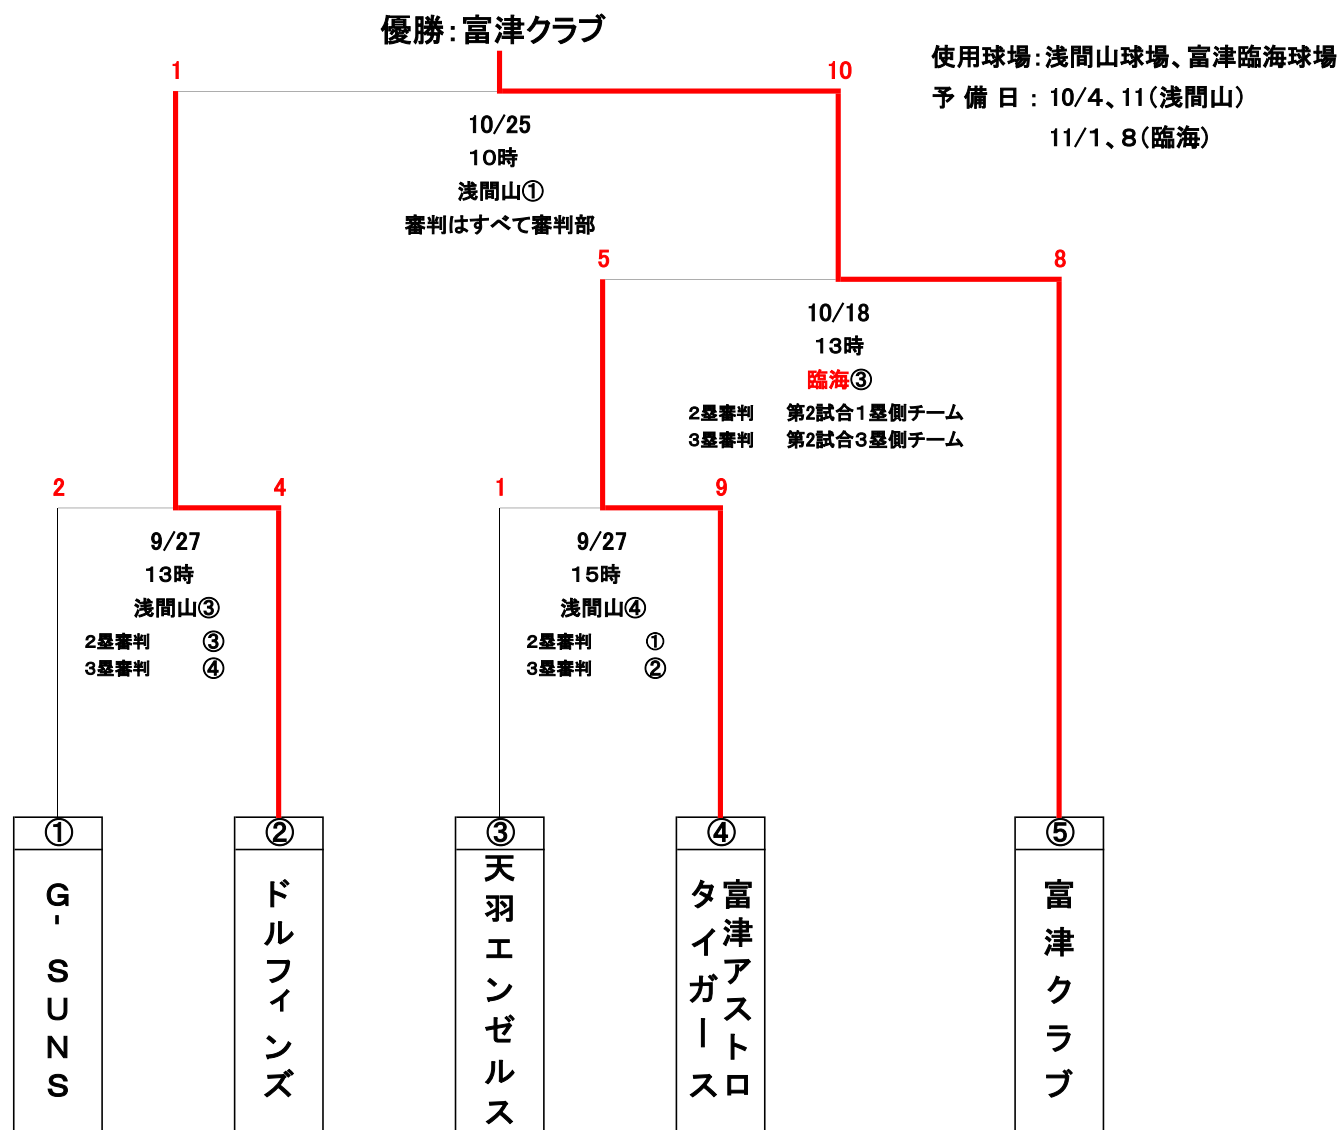 優勝：富津クラブ
使用球場：浅間山球場、富津臨海球場
予 備 日 ： 10/4、11（浅間山）
11/1、8（臨海）
1
10
10/25
10時
浅間山①
審判はすべて審判部
5
8
10/18
13時
臨海③
2塁審判 第2試合1塁側チーム
3塁審判 第2試合3塁側チーム
2
4
1
9
9/27
13時
浅間山③
2塁審判 ③
3塁審判 ④
9/27
15時
浅間山④
2塁審判 ①
3塁審判 ②
①
G'SUNS
②
ドルフィンズ
③
天羽エンゼルス
④
富津アストロ
タイガース
⑤
富津クラブ